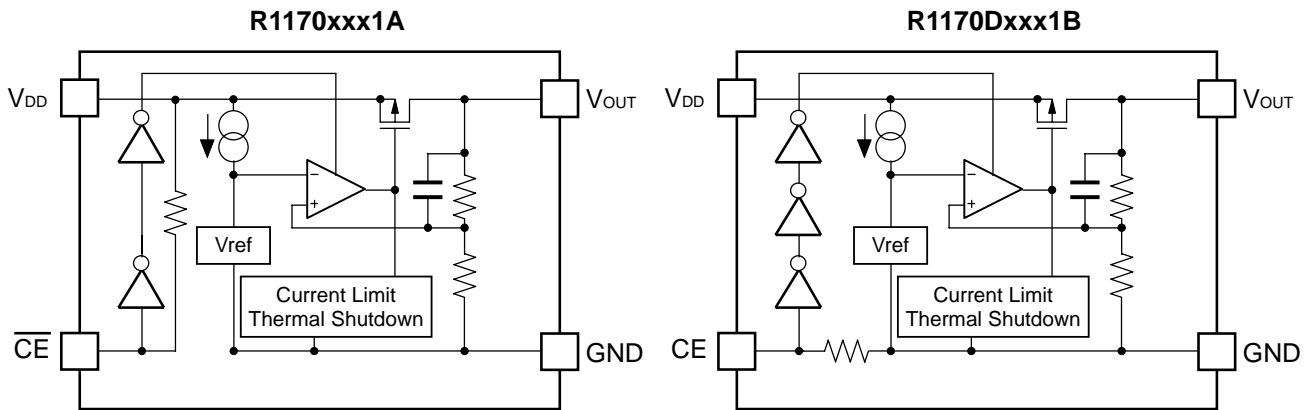 R1170xxx1A
VDD
VOUT
−
+
Vref
Current Limit
Thermal Shutdown
C̅E̅
GND
R1170Dxxx1B
VDD
VOUT
−
+
Vref
Current Limit
Thermal Shutdown
CE
GND